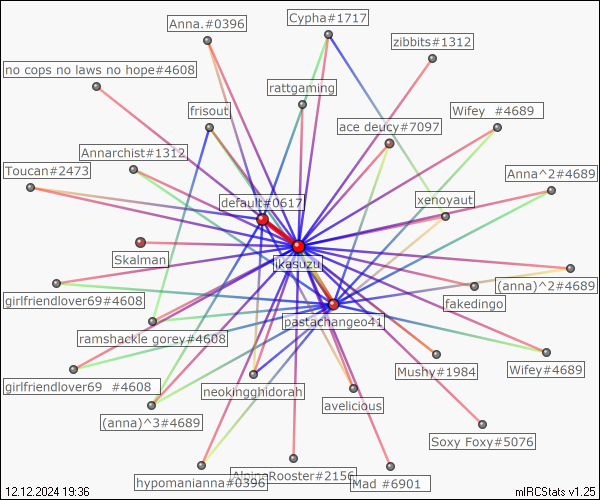 Anna.#0396
Cypha#1717
zibbits#1312
no cops no laws no hope#4608
rattgaming
frisout
Wifey  #4689
ace deucy#7097
Annarchist#1312
Toucan#2473
Anna^2#4689
xenoyaut
default#0617
Skalman
ikasuzu
(anna)^2#4689
girlfriendlover69#4608
fakedingo
pastachange041
ramshackle gorey#4608
Wifey#4689
Mushy#1984
girlfriendlover69  #4608
neokingghidorah
avelicious
(anna)^3#4689
Soxy Foxy#5076
AlpineRooster#2156
hypomanianna#0396
Mad #6901
12.12.2024 19:36
mIRCStats v1.25